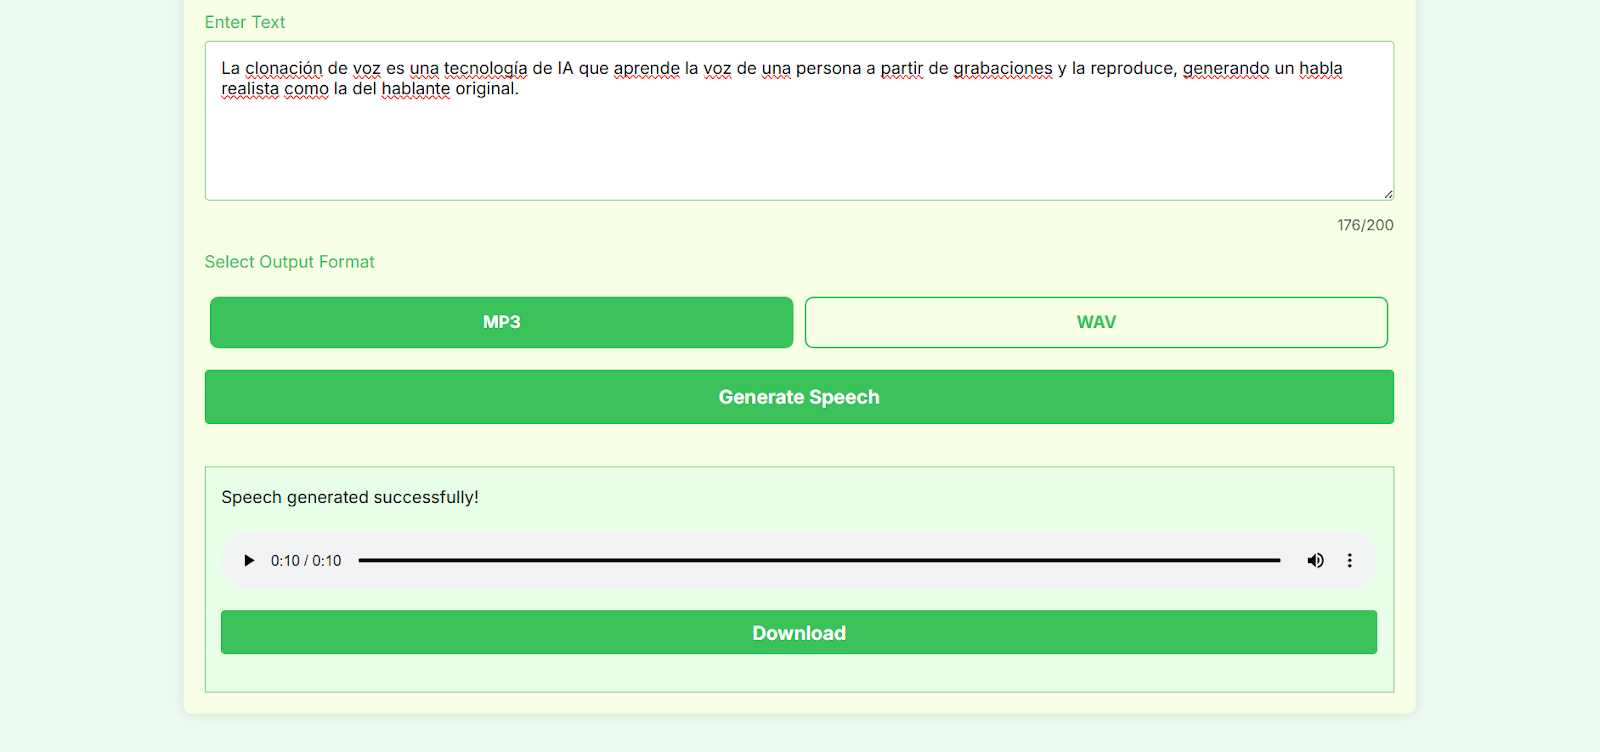 Enter Text
La clonación de voz es una tecnología de IA que aprende la voz de una persona a partir de grabaciones y la reproduce, generando un habla
realista como la del hablante original.
176/200
Select Output Format
MP3
WAV
Generate Speech
Speech generated successfully!
0:10 / 0:10
Download